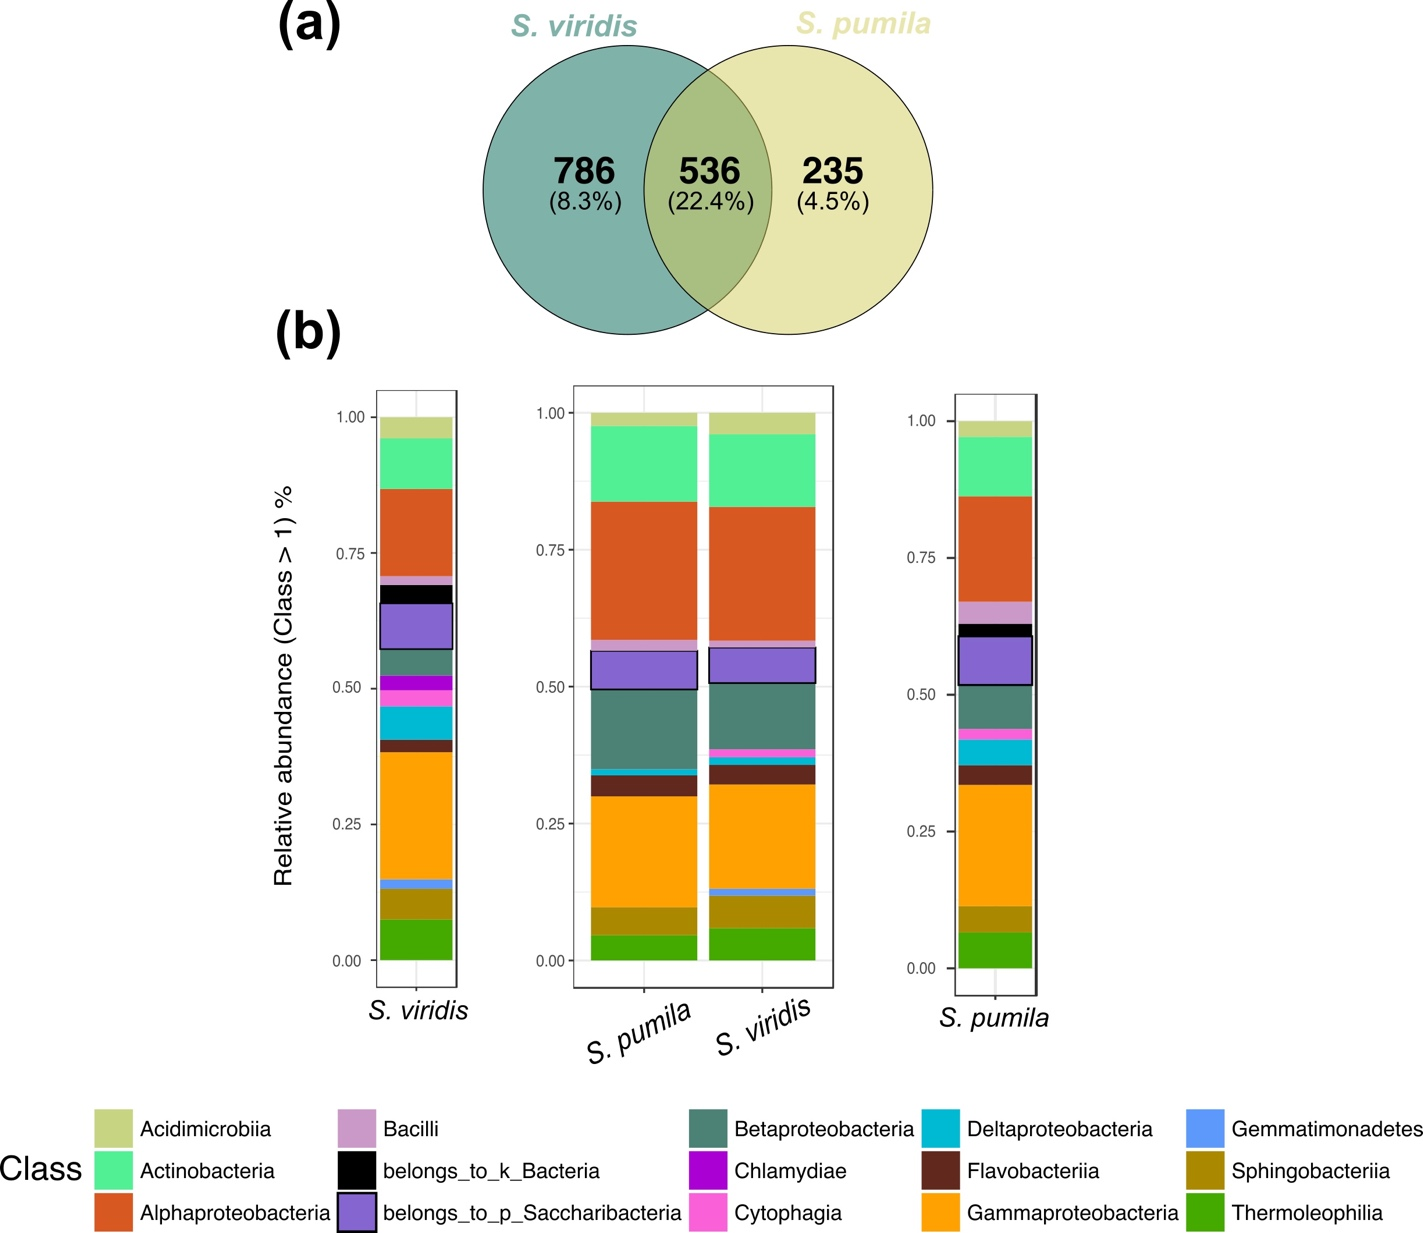 (a)
S. viridis
S. pumila
786
(8.3%)
536
(22.4%)
235
(4.5%)
(b)
Relative abundance (Class > 1) %
1.00
0.75
0.50
0.25
0.00
S. viridis
1.00
0.75
0.50
0.25
0.00
S. pumila
S. viridis
1.00
0.75
0.50
0.25
0.00
S. pumila
Class
Acidimicrobiia
Actinobacteria
Alphaproteobacteria
Bacilli
belongs_to_k_Bacteria
belongs_to_p_Saccharibacteria
Betaproteobacteria
Chlamydiae
Cytophagia
Deltaproteobacteria
Flavobacteriia
Gammaproteobacteria
Gemmatimonadetes
Sphingobacteriia
Thermoleophilia